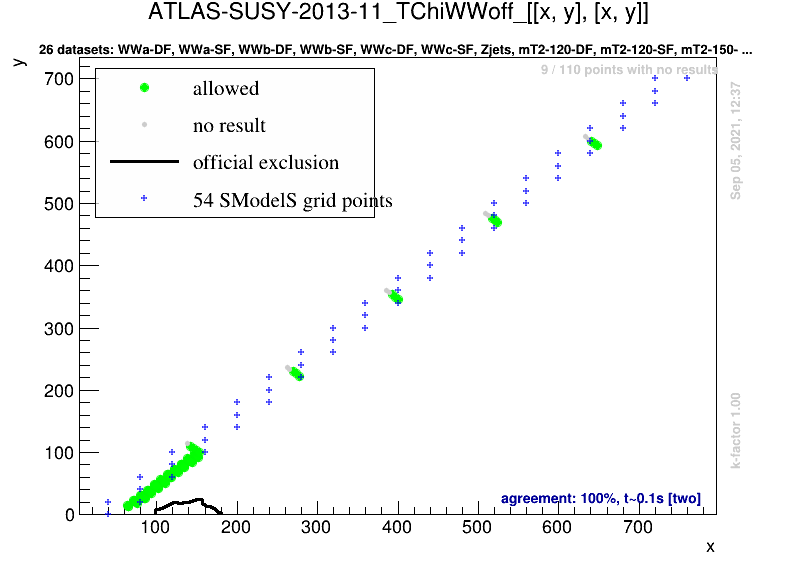 ATLAS-SUSY-2013-11_TChiWWoff_[[x, y], [x, y]]
26 datasets: WWa-DF, WWa-SF, WWb-DF, WWb-SF, WWc-DF, WWc-SF, Zjets, mT2-120-DF, mT2-120-SF, mT2-150- ...
y
9 / 110 points with no results
700
600
500
400
300
200
100
0
allowed
no result
official exclusion
54 SModelS grid points
Sep 05, 2021, 12:37
k-factor 1.00
agreement: 100%, t~0.1s [two]
100 200 300 400 500 600 700
x